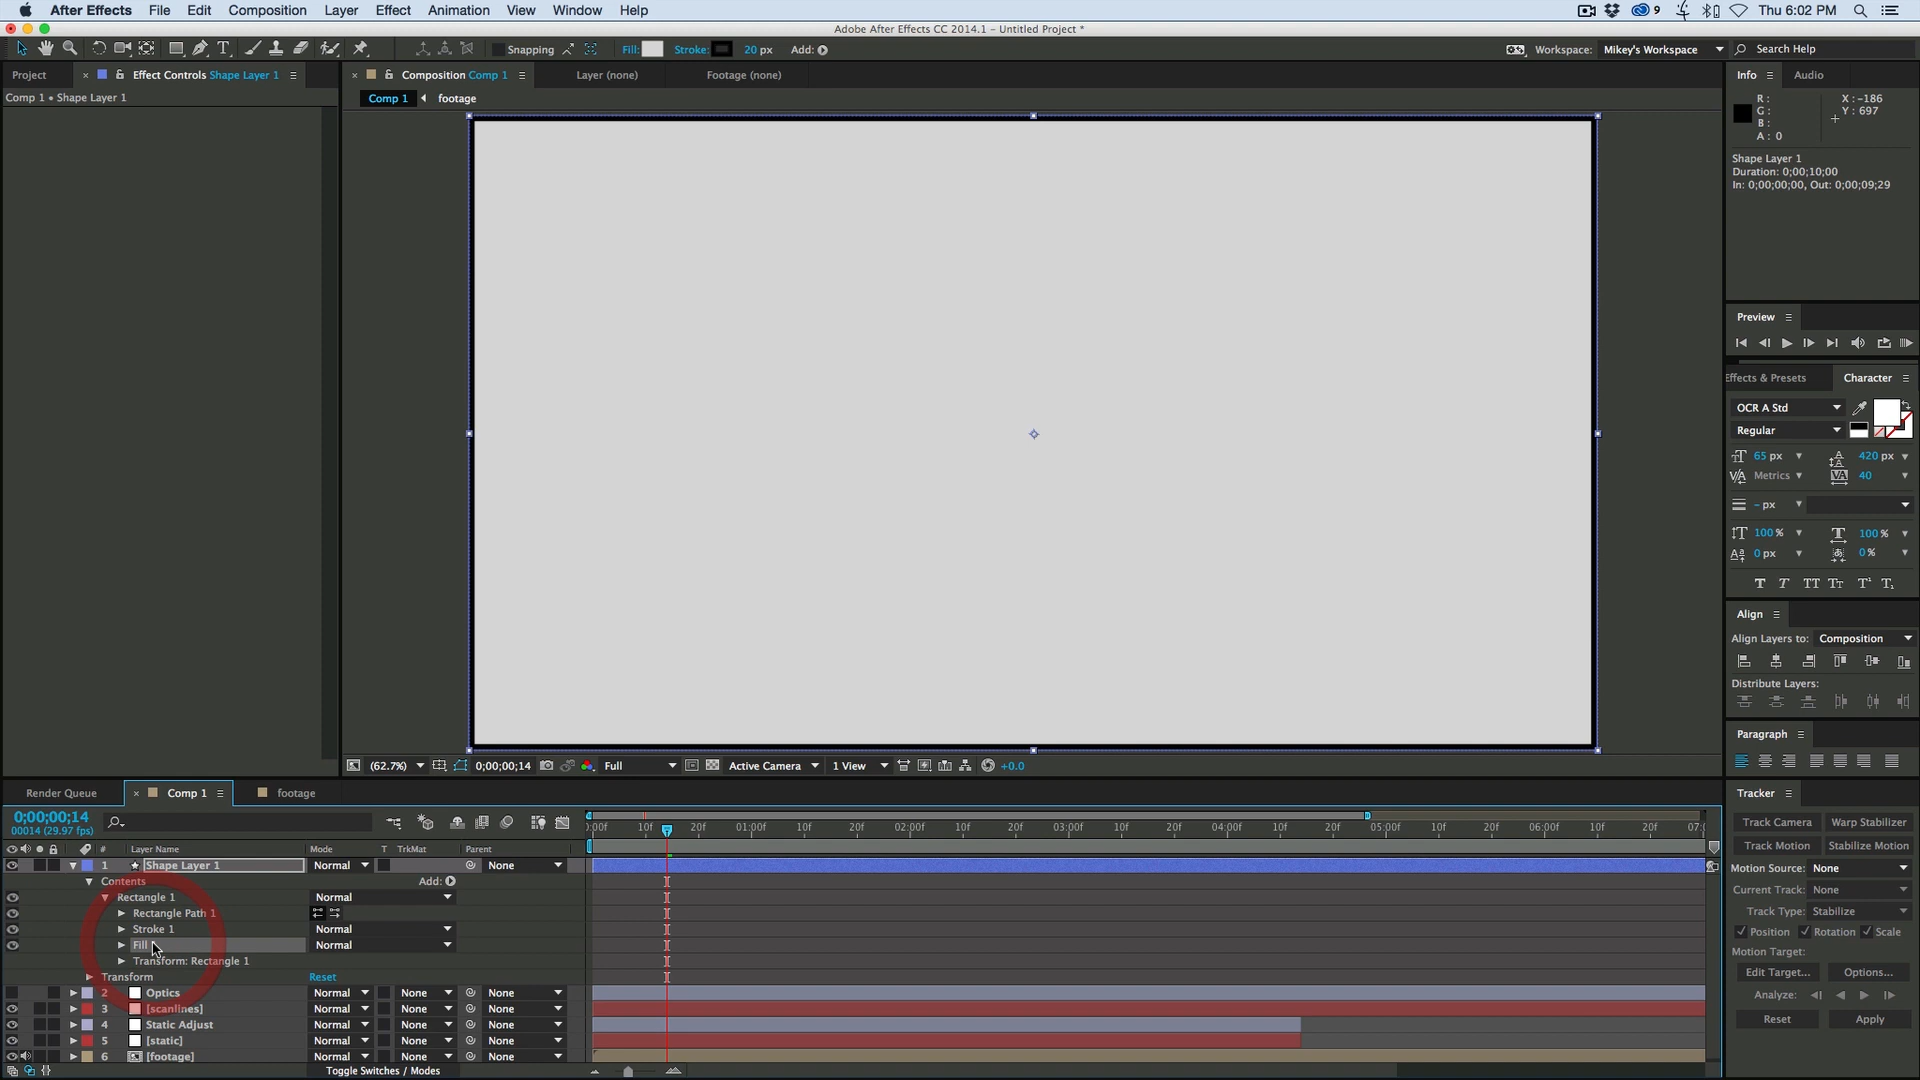 After Effects File Edit Composition Layer Effect Animation View Window Help 9 Thu 6:02 PM
Adobe After Effects CC 2014.1 – Untitled Project *
Snapping Fill: Stroke: 20 px Add: Workspace: Mikey's Workspace Search Help
Project × Effect Controls Shape Layer 1 × Composition Comp 1 Layer (none) Footage (none) Info Audio
Comp 1 • Shape Layer 1
Comp 1 footage
R:
G:
B:
A: 0
X: -186
Y: 697
Shape Layer 1
Duration: 0;00;10;00
In: 0;00;00;00, Out: 0;00;09;29
Preview
Effects & Presets Character
OCR A Std
Regular
65 px 420 px
Metrics 40
- px
100 % 100 %
0 px 0 %
T T TT Tt T¹ T₁
Align
Align Layers to: Composition
Distribute Layers:
Paragraph
(62.7%) 0;00;00;14 Full Active Camera 1 View +0.0
Render Queue × Comp 1 footage
0;00;00;14
00014 (29.97 fps)
):00f 10f 20f 01:00f 10f 20f 02:00f 10f 20f 03:00f 10f 20f 04:00f 10f 20f 05:00f 10f 20f 06:00f 10f 20f 07:(
# Layer Name Mode T TrkMat Parent
1 Shape Layer 1 Normal None
Contents Add:
Rectangle 1 Normal
Rectangle Path 1
Stroke 1 Normal
Fill Normal
Transform: Rectangle 1
Transform Reset
2 Optics Normal None None
3 [scanlines] Normal None None
4 Static Adjust Normal None None
5 [static] Normal None None
6 [footage] Normal None None
Toggle Switches / Modes
Tracker
Track Camera Warp Stabilizer
Track Motion Stabilize Motion
Motion Source: None
Current Track: None
Track Type: Stabilize
Position Rotation Scale
Motion Target:
Edit Target... Options...
Analyze:
Reset Apply